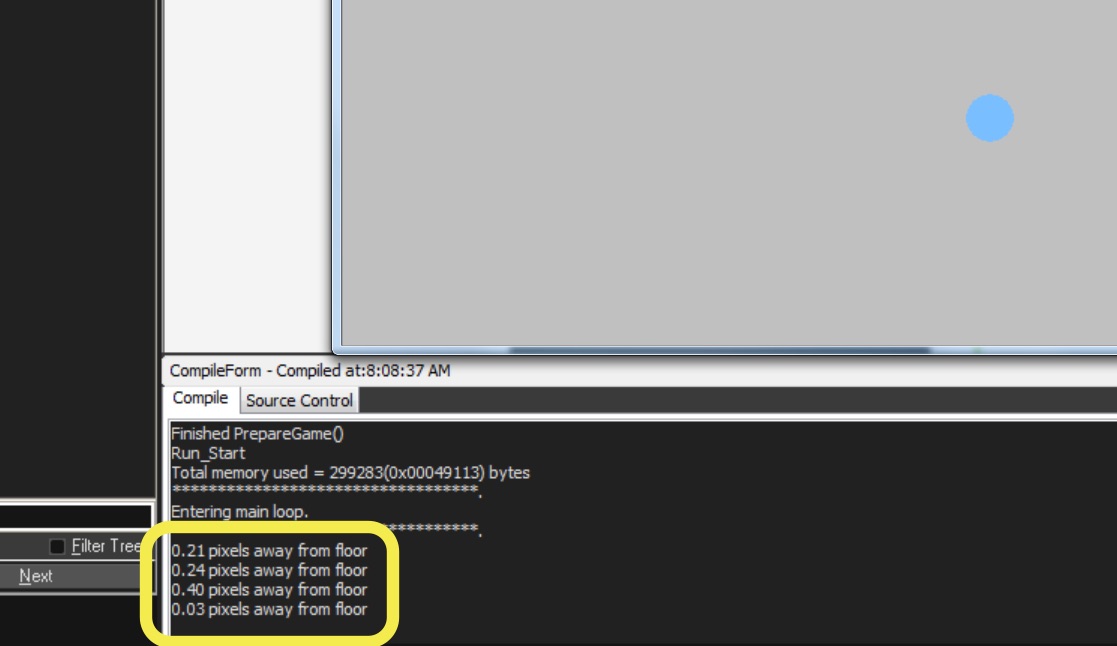 CompileForm - Compiled at:8:08:37 AM
Compile
Source Control
Finished PrepareGame()
Run_Start
Total memory used = 299283(0x00049113) bytes
**********************************.
Entering main loop.
***********.
Filter Tree
Next
0.21 pixels away from floor
0.24 pixels away from floor
0.40 pixels away from floor
0.03 pixels away from floor